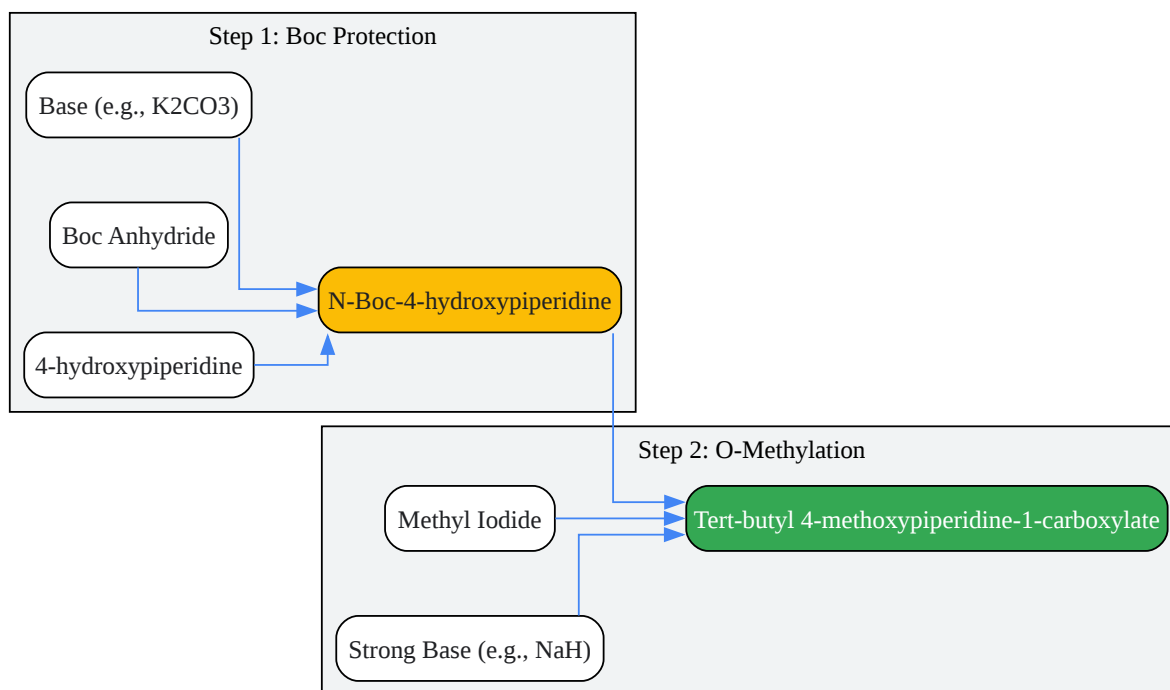 Step 1: Boc Protection
Base (e.g., K2CO3)
Boc Anhydride
N-Boc-4-hydroxypiperidine
4-hydroxypiperidine
Step 2: O-Methylation
Methyl Iodide
Tert-butyl 4-methoxypiperidine-1-carboxylate
Strong Base (e.g., NaH)